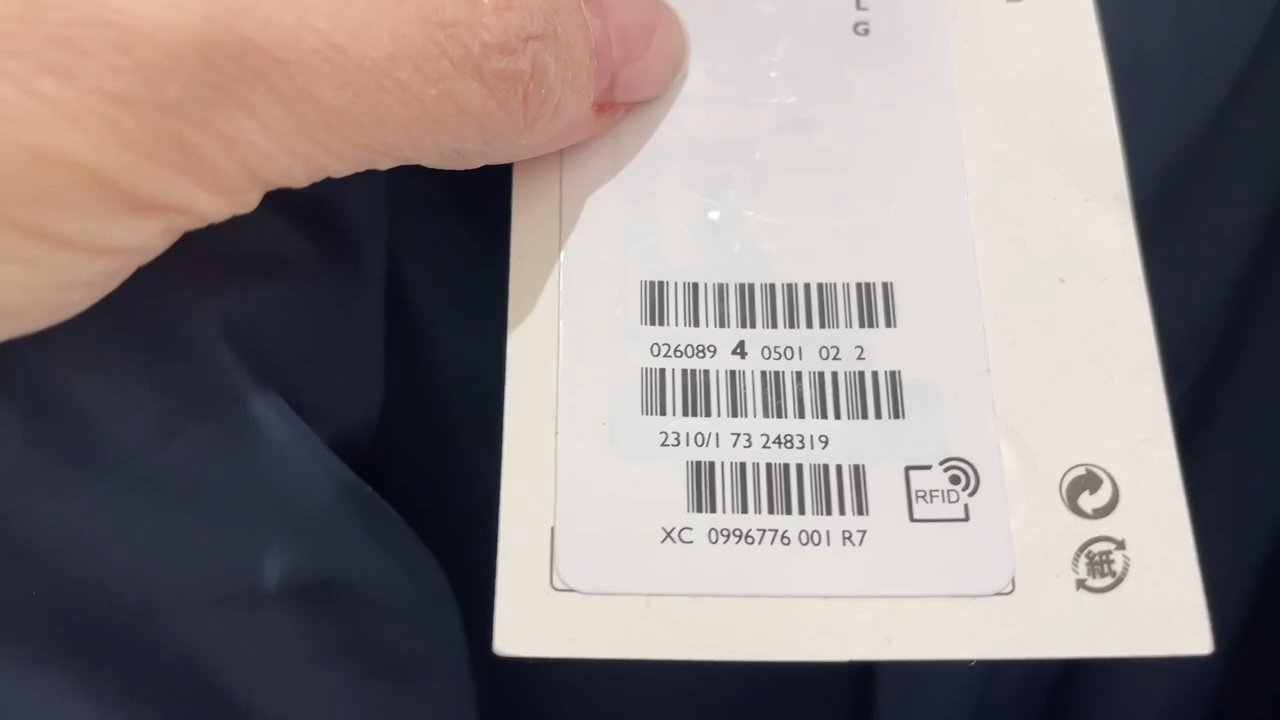 G
026089 4 0501 02 2
2310/1 73 248319
RFID
XC 0996776 001 R7
紙